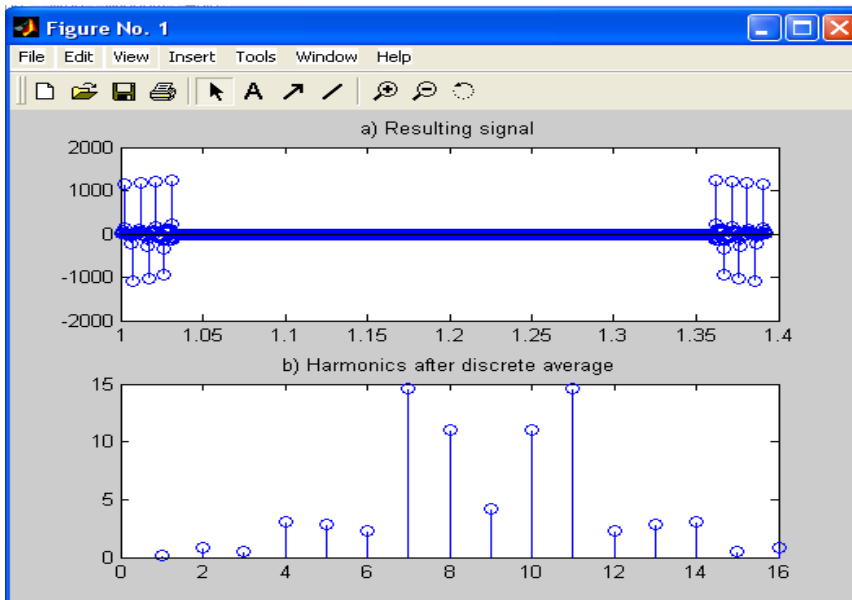 Figure No. 1
File Edit View Insert Tools Window Help
a) Resulting signal
2000
1000
0
-1000
-2000
1 1.05 1.1 1.15 1.2 1.25 1.3 1.35 1.4
b) Harmonics after discrete average
15
10
5
0
0 2 4 6 8 10 12 14 16